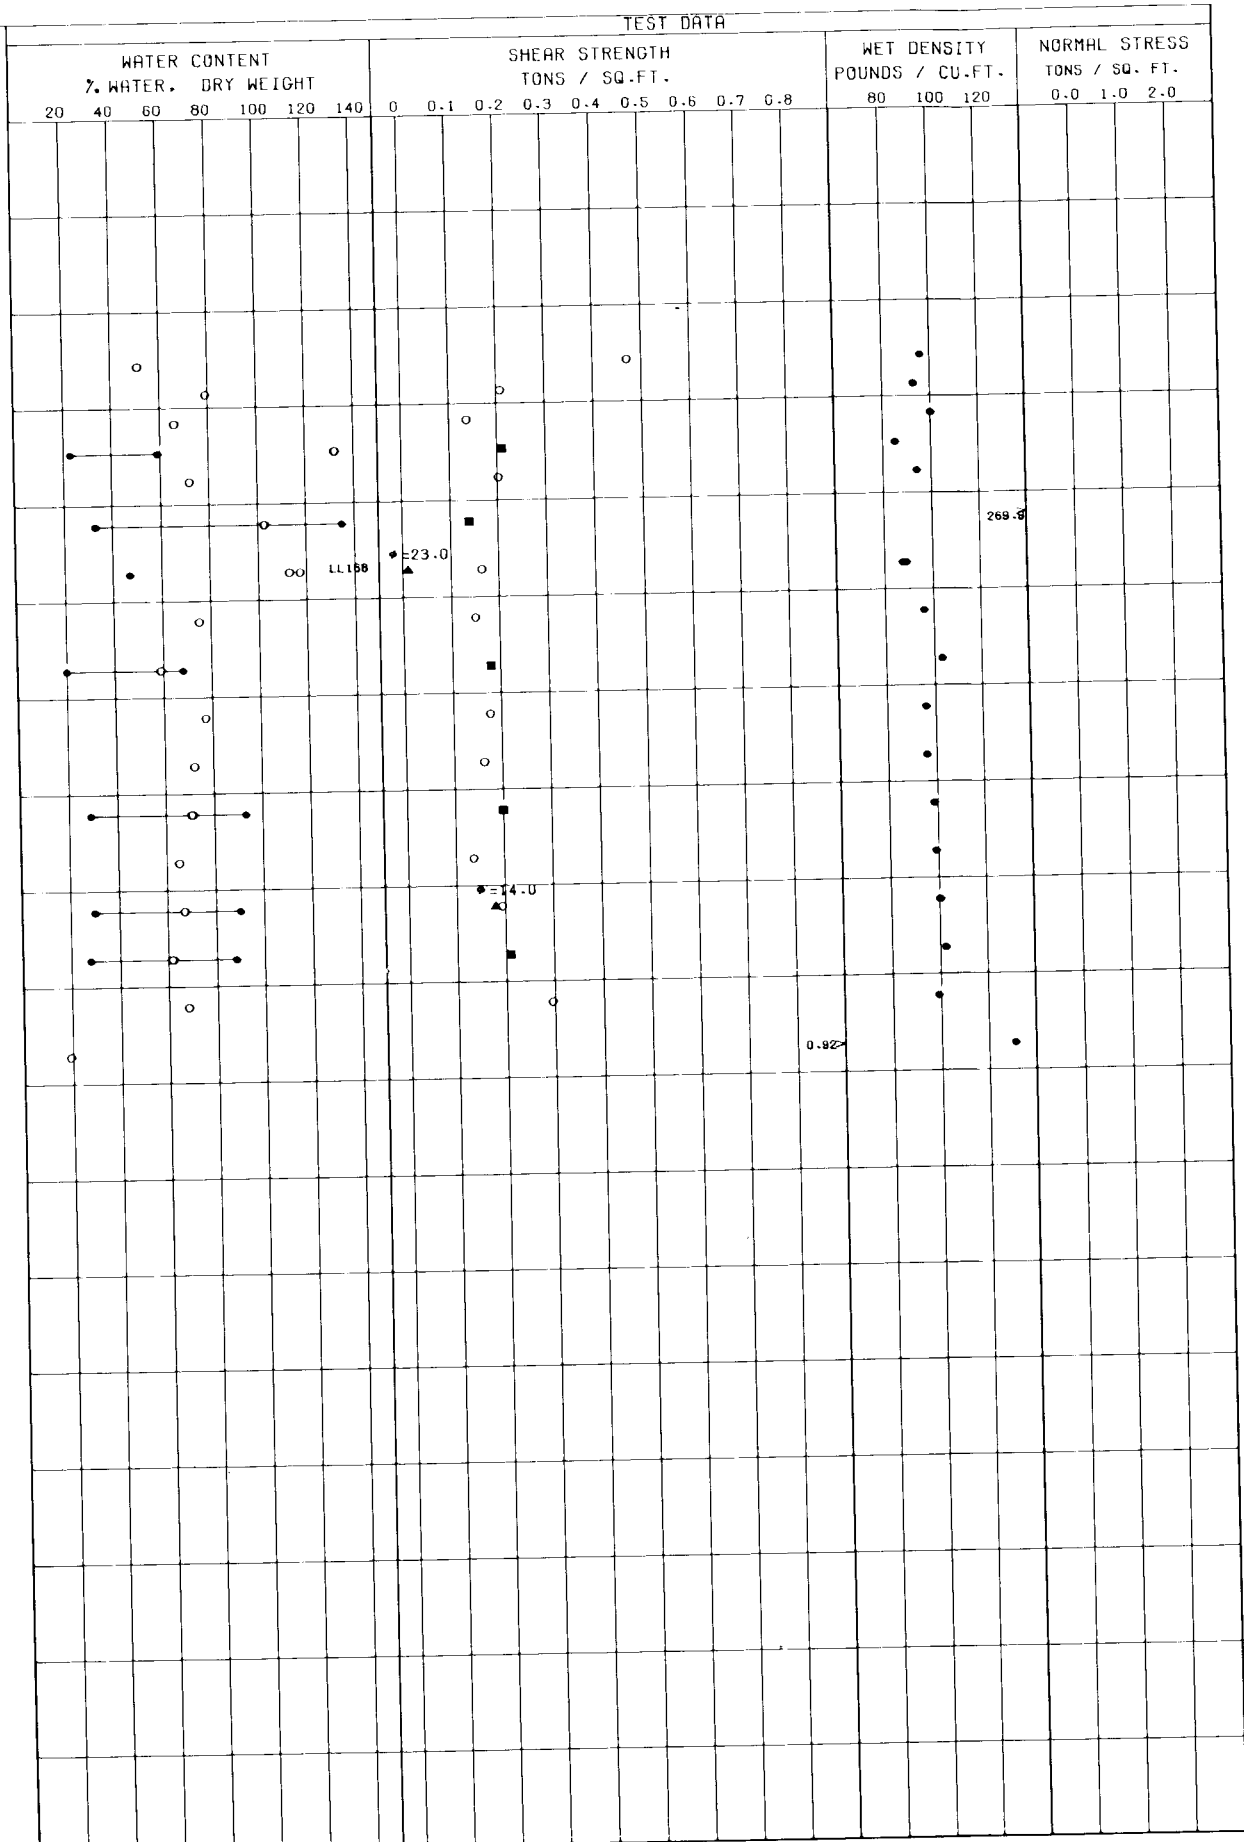 TEST DATA
WATER CONTENT
% WATER, DRY WEIGHT
20 40 60 80 100 120 140
SHEAR STRENGTH
TONS / SQ.FT.
0 0.1 0.2 0.3 0.4 0.5 0.6 0.7 0.8
WET DENSITY
POUNDS / CU.FT.
80 100 120
NORMAL STRESS
TONS / SQ. FT.
0.0 1.0 2.0
=23.0
LL168
=14.0
0.92>